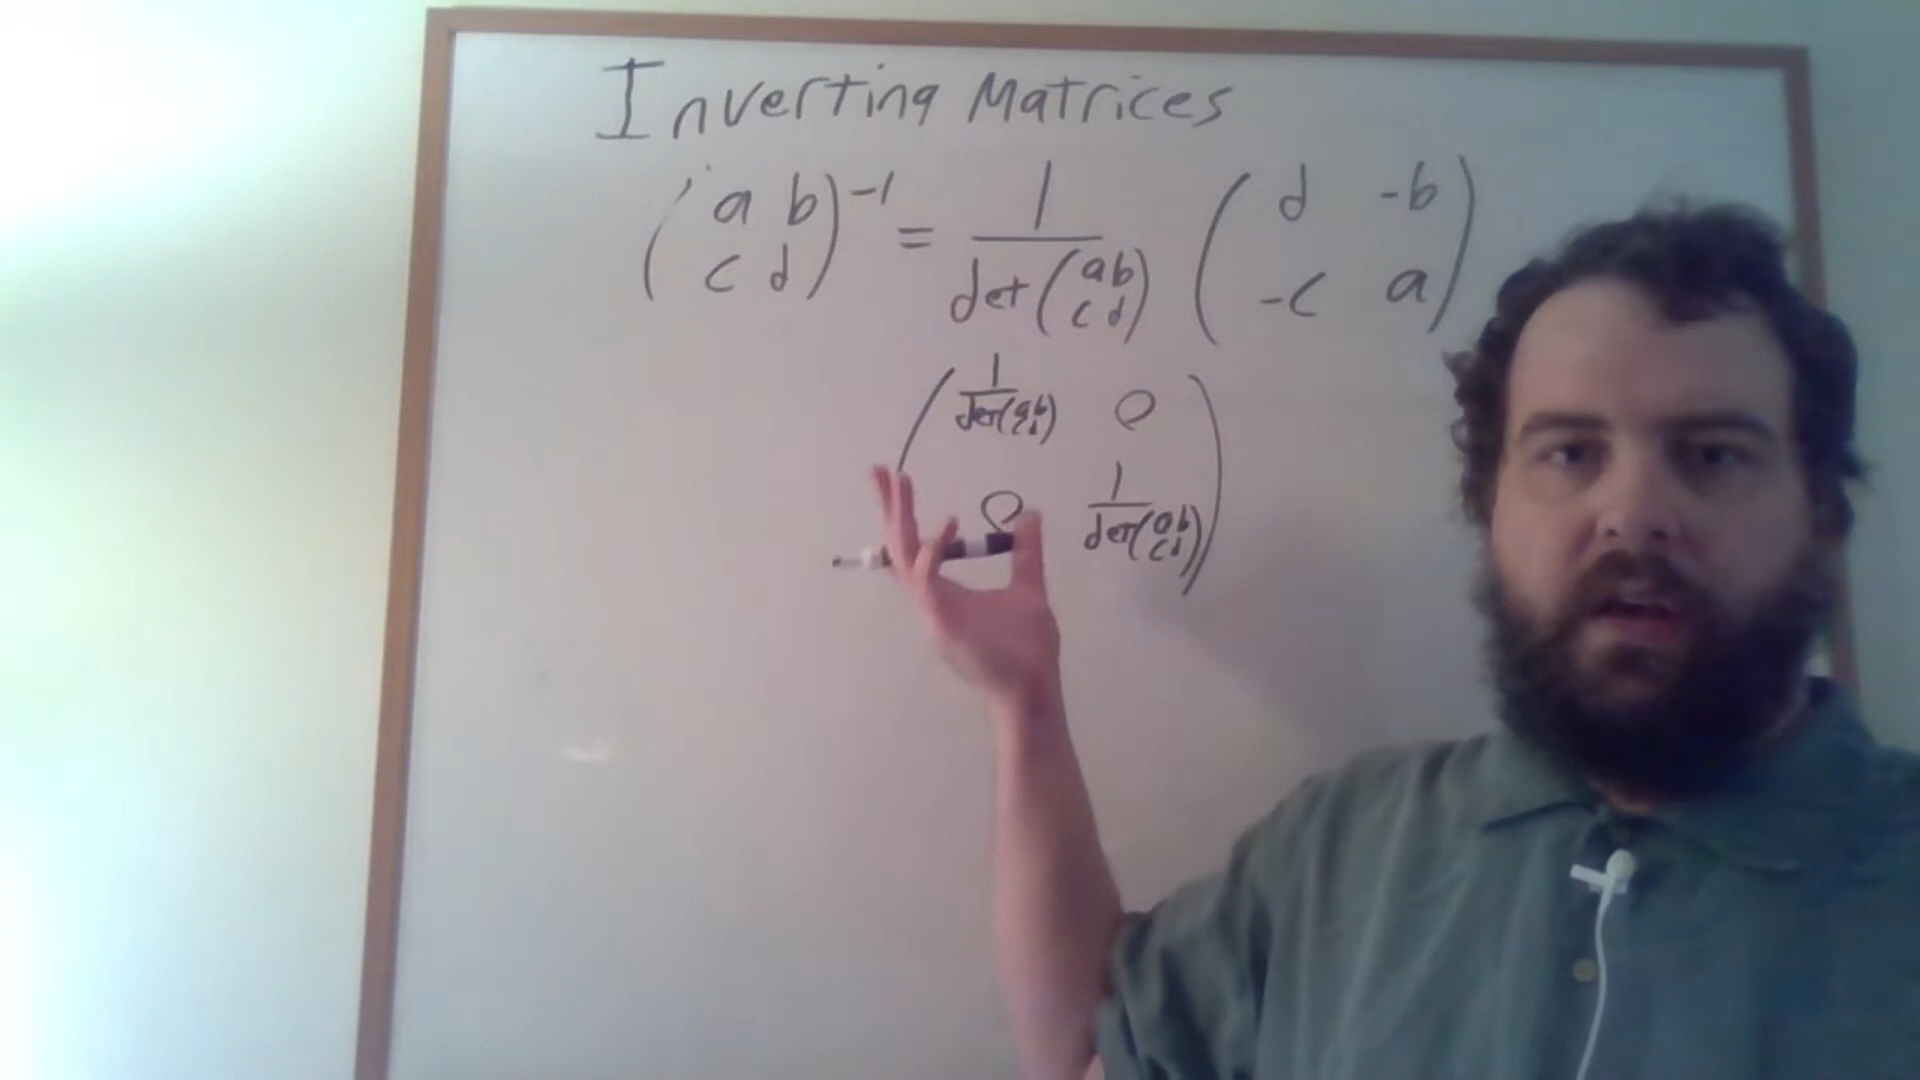 Inverting Matrices
(a b)⁻¹ = 1 (d -b)
(c d) det(a b) (-c a)
(c d)
1 0
det(a b)
(c d)
0 1
det(a b)
(c d)